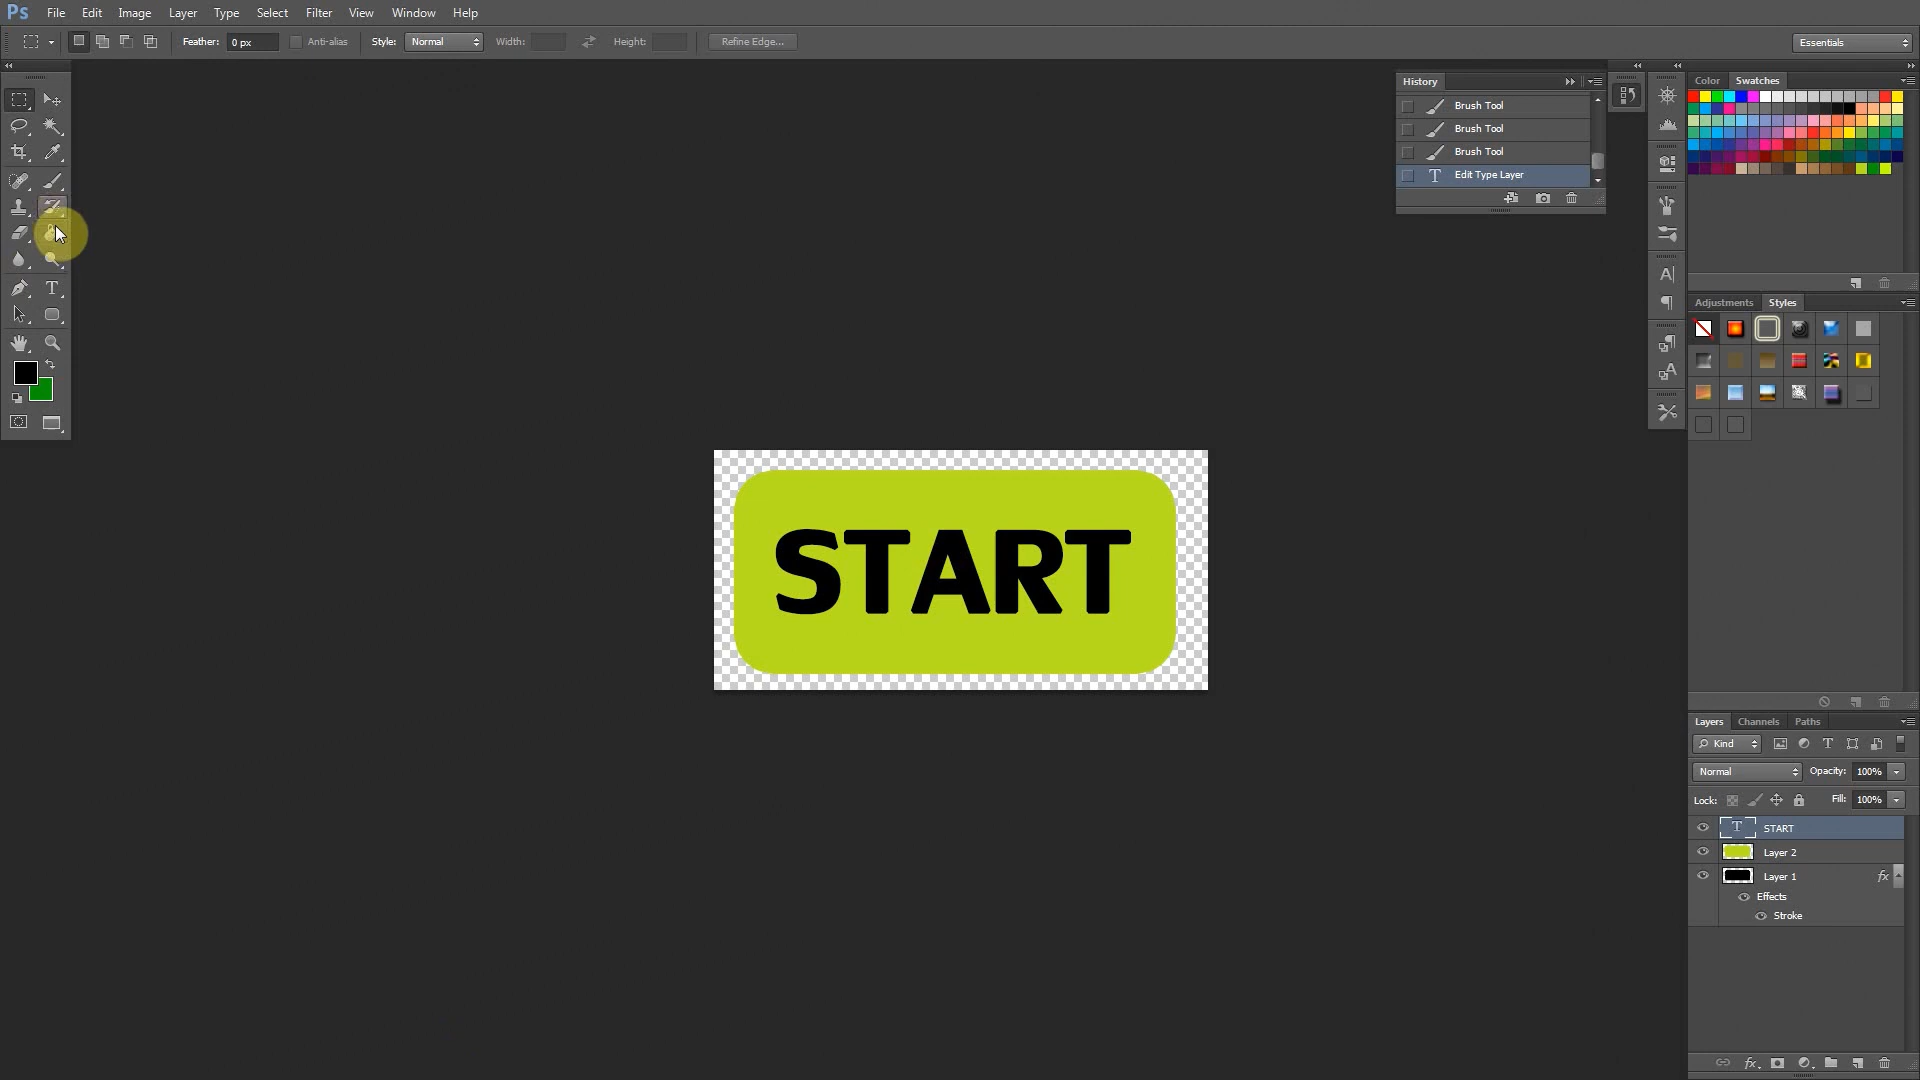 Ps File Edit Image Layer Type Select Filter View Window Help
Feather: 0 px Anti-alias Style: Normal Width: Height: Refine Edge... Essentials
History
Brush Tool
Brush Tool
Brush Tool
T Edit Type Layer
Color Swatches
Adjustments Styles
START
Layers Channels Paths
Kind
Normal Opacity: 100%
Lock: Fill: 100%
T START
Layer 2
Layer 1 fx
Effects
Stroke